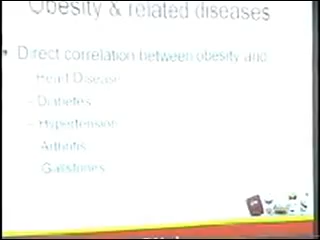 Obesity & related diseases
• Direct correlation between obesity and
– Heart Disease
– Diabetes
– Hypertension
Arthritis
Gallstones